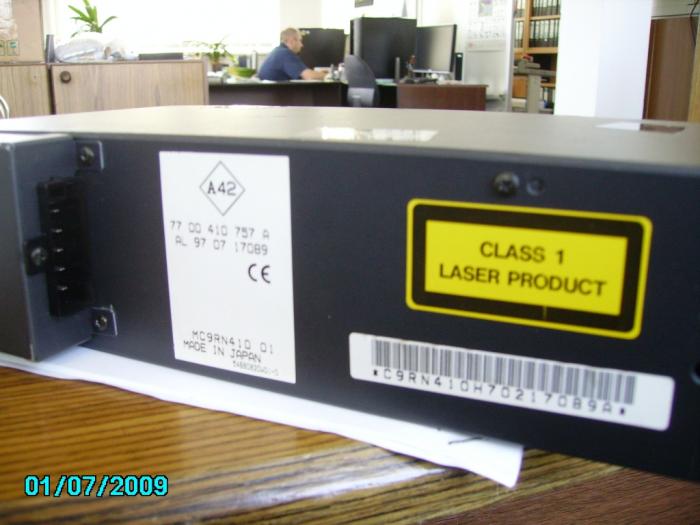 A42
77 00 410 757 A
AL 97 07 17089
CE
MC9RN410 01
MADE IN JAPAN
CLASS 1
LASER PRODUCT
*C9RN410H70217089A*
01/07/2009